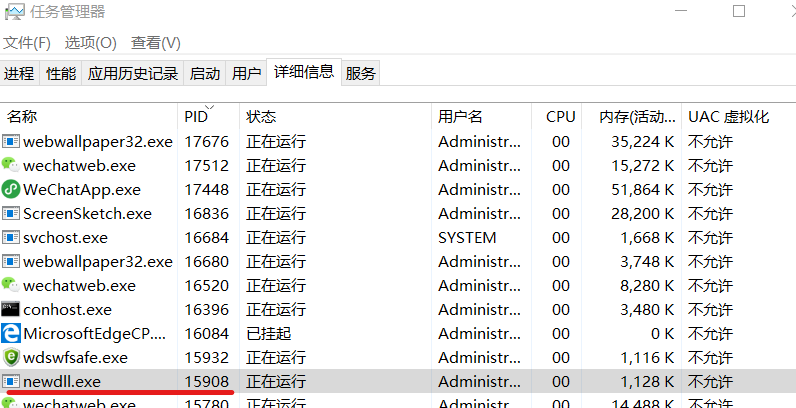 任务管理器
文件(F) 选项(O) 查看(V)
进程 性能 应用历史记录 启动 用户 详细信息 服务
名称 PID 状态 用户名 CPU 内存(活动... UAC 虚拟化
webwallpaper32.exe 17676 正在运行 Administr... 00 35,224 K 不允许
wechatweb.exe 17512 正在运行 Administr... 00 15,272 K 不允许
WeChatApp.exe 17448 正在运行 Administr... 00 51,864 K 不允许
ScreenSketch.exe 16836 正在运行 Administr... 00 28,200 K 不允许
svchost.exe 16684 正在运行 SYSTEM 00 1,668 K 不允许
webwallpaper32.exe 16680 正在运行 Administr... 00 3,748 K 不允许
wechatweb.exe 16520 正在运行 Administr... 00 8,280 K 不允许
conhost.exe 16396 正在运行 Administr... 00 3,480 K 不允许
MicrosoftEdgeCP.... 16084 已挂起 Administr... 00 0 K 不允许
wdswfsafe.exe 15932 正在运行 Administr... 00 1,116 K 不允许
newdll.exe 15908 正在运行 Administr... 00 1,128 K 不允许
wechatweb.exe 15780 正在运行 Administr... 00 14,488 K 不允许